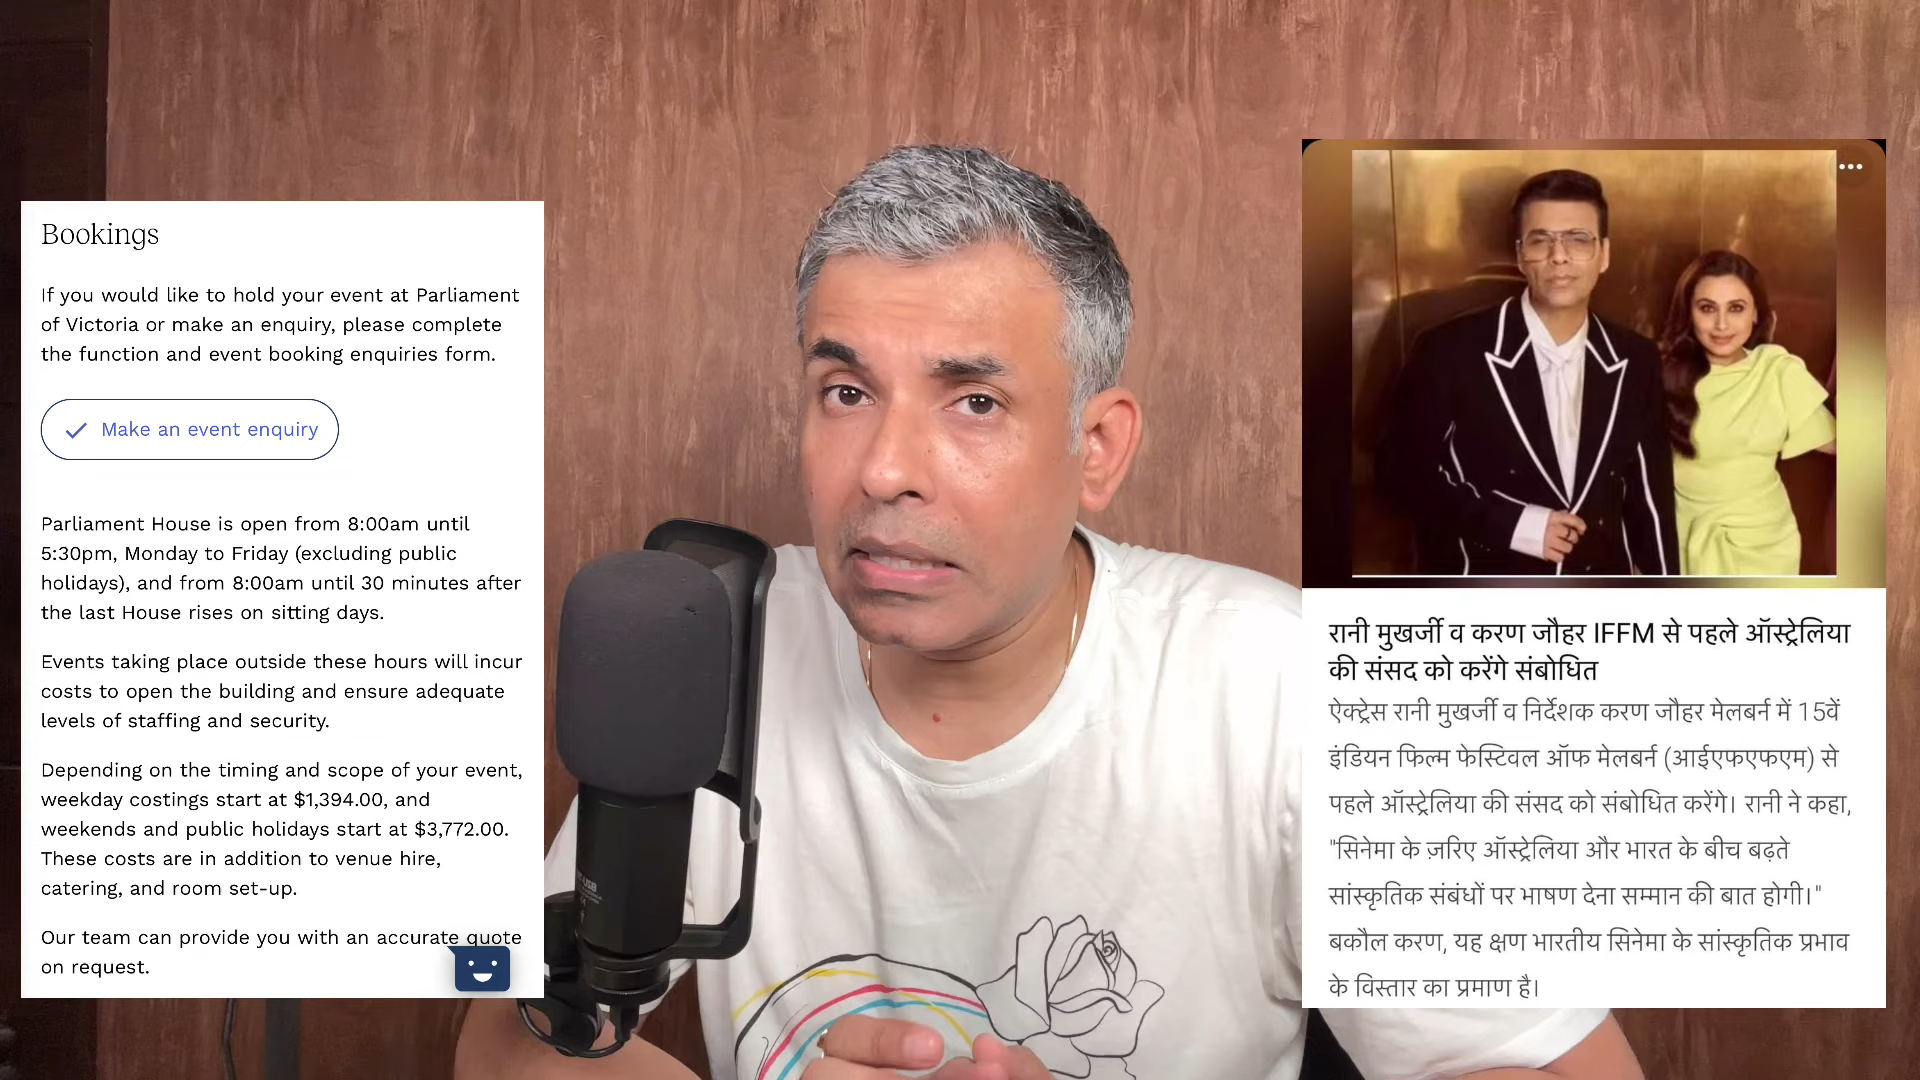 Bookings
If you would like to hold your event at Parliament
of Victoria or make an enquiry, please complete
the function and event booking enquiries form.
Make an event enquiry
Parliament House is open from 8:00am until
5:30pm, Monday to Friday (excluding public
holidays), and from 8:00am until 30 minutes after
the last House rises on sitting days.
Events taking place outside these hours will incur
costs to open the building and ensure adequate
levels of staffing and security.
Depending on the timing and scope of your event,
weekday costings start at $1,394.00, and
weekends and public holidays start at $3,772.00.
These costs are in addition to venue hire,
catering, and room set-up.
Our team can provide you with an accurate quote
on request.
रानी मुखर्जी व करण जौहर IFFM से पहले ऑस्ट्रेलिया
की संसद को करेंगे संबोधित
ऐक्ट्रेस रानी मुखर्जी व निर्देशक करण जौहर मेलबर्न में 15वें
इंडियन फिल्म फेस्टिवल ऑफ मेलबर्न (आईएफएफएम) से
पहले ऑस्ट्रेलिया की संसद को संबोधित करेंगे। रानी ने कहा,
"सिनेमा के ज़रिए ऑस्ट्रेलिया और भारत के बीच बढ़ते
सांस्कृतिक संबंधों पर भाषण देना सम्मान की बात होगी।"
बकौल करण, यह क्षण भारतीय सिनेमा के सांस्कृतिक प्रभाव
के विस्तार का प्रमाण है।